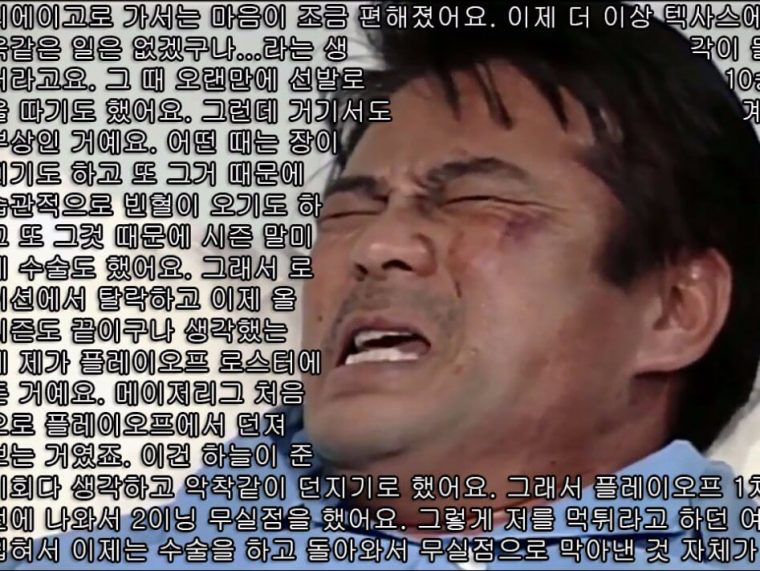 에이고로 가서는 마음이 조금 편해졌어요. 이제 더 이상 텍사스에
같은 일은 없겠구나...라는 생 각이 들
더라고요. 그 때 오랜만에 선발로 10승
을 따기도 했어요. 그런데 거기서도
부상인 거예요. 어떤 때는 장이
기도 하고 또 그거 때문에
습관적으로 빈혈이 오기도 하
고 또 그것 때문에 시즌 말미
에 수술도 했어요. 그래서 로
테이션에서 탈락하고 이제 올
시즌도 끝이구나 생각했는
데 제가 플레이오프 로스터에
든 거예요. 메이저리그 처음
으로 플레이오프에서 던져
보는 거였죠. 이건 하늘이 준
기회다 생각하고 악착같이 던지기로 했어요. 그래서 플레이오프 1차
전에 나와서 2이닝 무실점을 했어요. 그렇게 저를 먹튀라고 하던
이제는 수술을 하고 돌아와서 무실점으로 막아낸 것 자체가